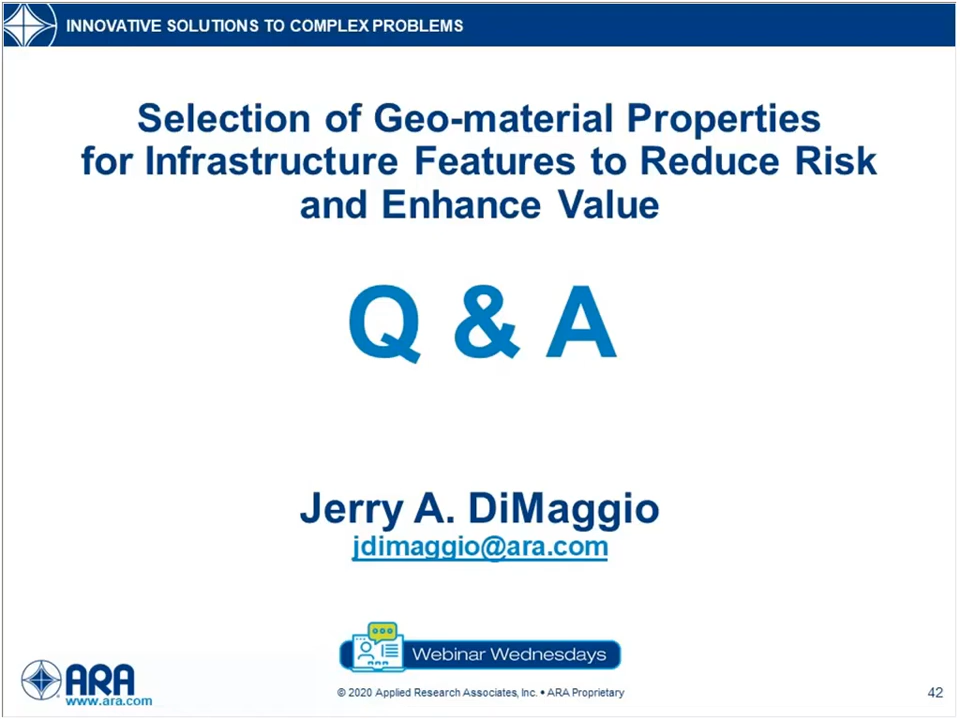 INNOVATIVE SOLUTIONS TO COMPLEX PROBLEMS
Selection of Geo-material Properties
for Infrastructure Features to Reduce Risk
and Enhance Value
Q & A
Jerry A. DiMaggio
jdimaggio@ara.com
ARA
Webinar Wednesdays
ARA
www.ara.com
© 2020 Applied Research Associates, Inc. • ARA Proprietary
42